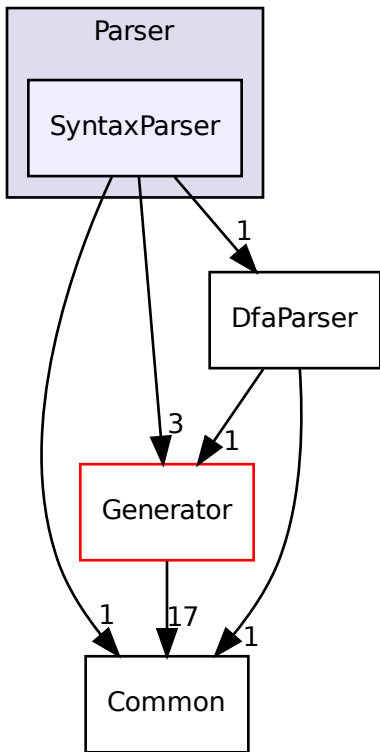 Parser
SyntaxParser
1
DfaParser
3
1
Generator
1
17
1
Common